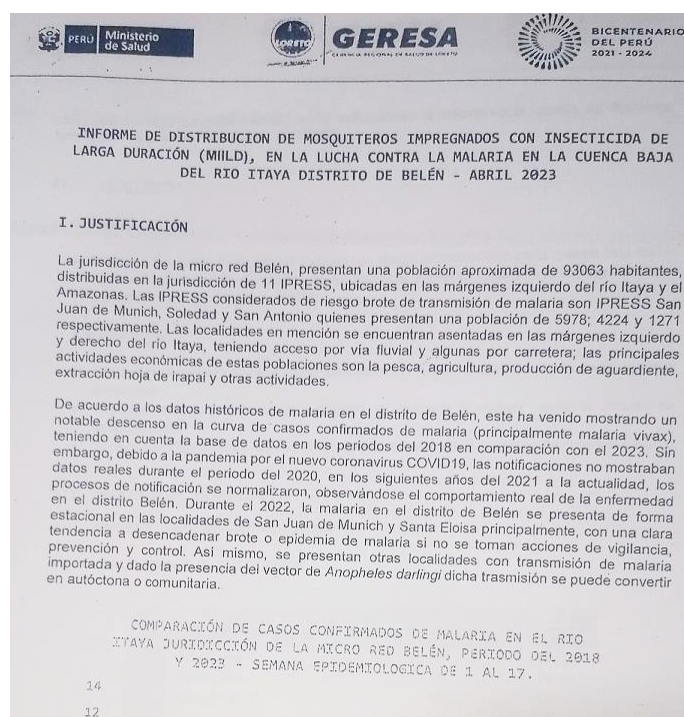 PERÚ Ministerio
de Salud
LORETO
GERESA
GERENCIA REGIONAL DE SALUD DE LORETO
BICENTENARIO
DEL PERÚ
2021 - 2024
INFORME DE DISTRIBUCION DE MOSQUITEROS IMPREGNADOS CON INSECTICIDA DE
LARGA DURACIÓN (MIILD), EN LA LUCHA CONTRA LA MALARIA EN LA CUENCA BAJA
DEL RIO ITAYA DISTRITO DE BELÉN - ABRIL 2023
I. JUSTIFICACIÓN
La jurisdicción de la micro red Belén, presentan una población aproximada de 93063 habitantes,
distribuidas en la jurisdicción de 11 IPRESS, ubicadas en las márgenes izquierdo del río Itaya y el
Amazonas. Las IPRESS considerados de riesgo brote de transmisión de malaria son IPRESS San
Juan de Munich, Soledad y San Antonio quienes presentan una población de 5978; 4224 y 1271
respectivamente. Las localidades en mención se encuentran asentadas en las márgenes izquierdo
y derecho del río Itaya, teniendo acceso por vía fluvial y algunas por carretera; las principales
actividades económicas de estas poblaciones son la pesca, agricultura, producción de aguardiente,
extracción hoja de irapai y otras actividades.
De acuerdo a los datos históricos de malaria en el distrito de Belén, este ha venido mostrando un
notable descenso en la curva de casos confirmados de malaria (principalmente malaria vivax),
teniendo en cuenta la base de datos en los periodos del 2018 en comparación con el 2023. Sin
embargo, debido a la pandemia por el nuevo coronavirus COVID19, las notificaciones no mostraban
datos reales durante el periodo del 2020, en los siguientes años del 2021 a la actualidad, los
procesos de notificación se normalizaron, observándose el comportamiento real de la enfermedad
en el distrito Belén. Durante el 2022, la malaria en el distrito de Belén se presenta de forma
estacional en las localidades de San Juan de Munich y Santa Eloisa principalmente, con una clara
tendencia a desencadenar brote o epidemia de malaria si no se toman acciones de vigilancia,
prevención y control. Así mismo, se presentan otras localidades con transmisión de malaria
importada y dado la presencia del vector de Anopheles darlingi dicha trasmisión se puede convertir
en autóctona o comunitaria.
COMPARACIÓN DE CASOS CONFIRMADOS DE MALARIA EN EL RIO
ITAYA JURIDICCIÓN DE LA MICRO RED BELÉN, PERIODO DEL 2018
Y 2023 - SEMANA EPIDEMIOLOGICA DE 1 AL 17.
14
12